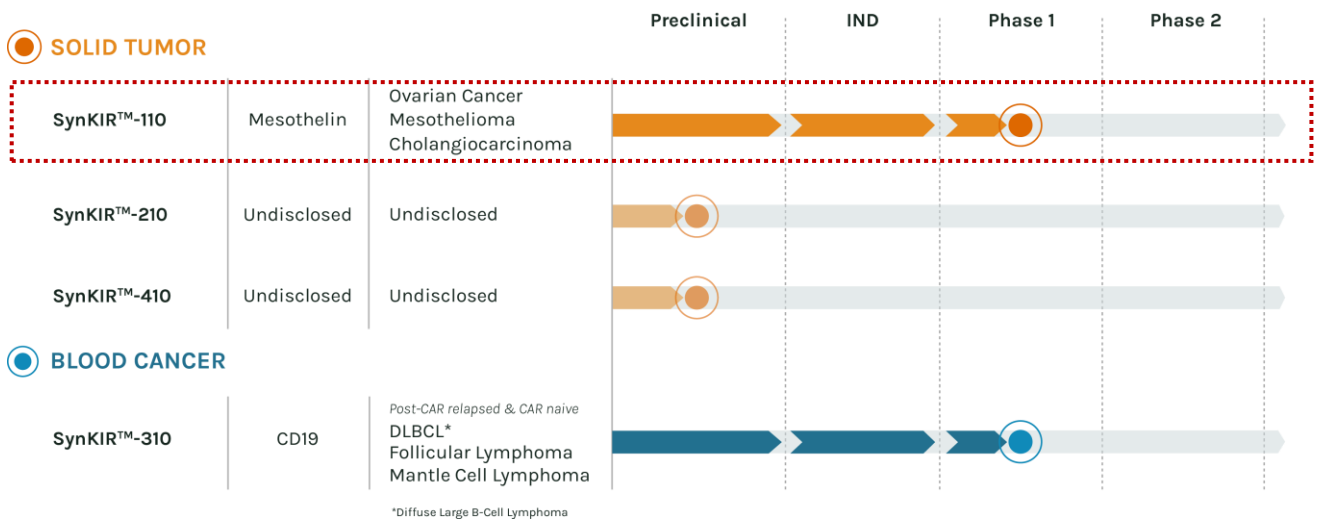 Preclinical IND Phase 1 Phase 2
SOLID TUMOR
SynKIR™-110 Mesothelin Ovarian Cancer
Mesothelioma
Cholangiocarcinoma
SynKIR™-210 Undisclosed Undisclosed
SynKIR™-410 Undisclosed Undisclosed
BLOOD CANCER
SynKIR™-310 CD19 Post-CAR relapsed & CAR naive
DLBCL*
Follicular Lymphoma
Mantle Cell Lymphoma
*Diffuse Large B-Cell Lymphoma